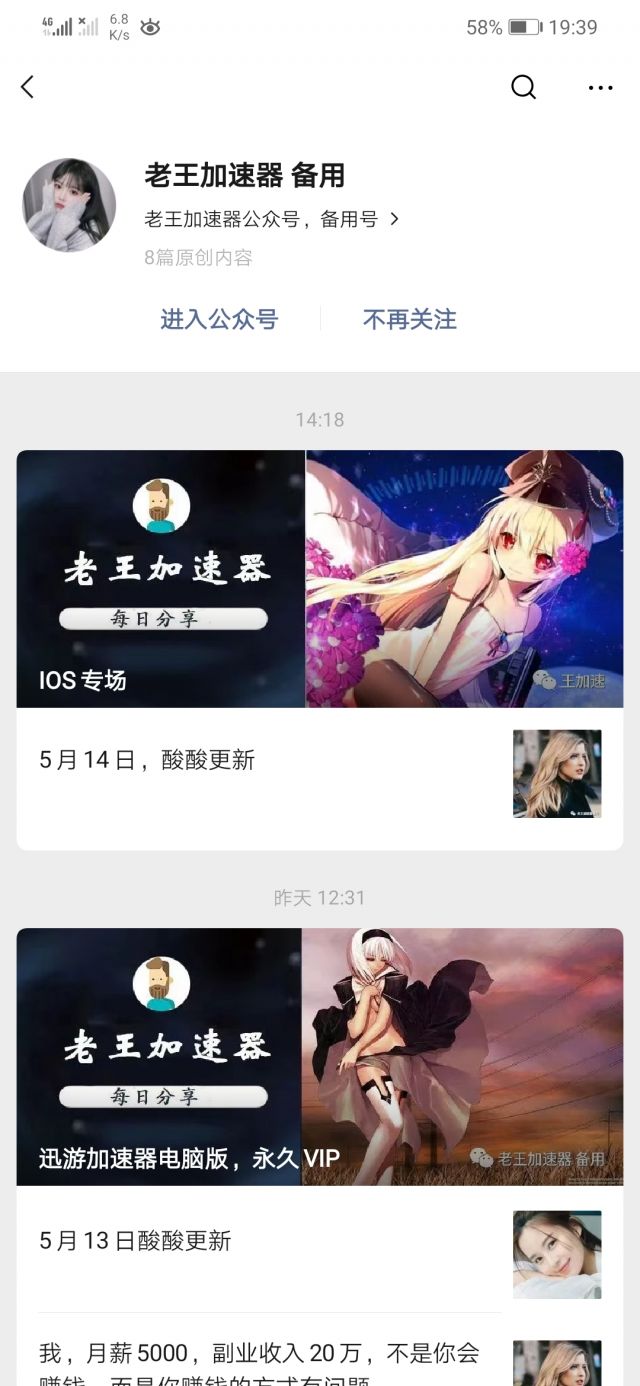 4G
6.8
K/s
58%
19:39
老王加速器 备用
老王加速器公众号，备用号
8篇原创内容
进入公众号
不再关注
14:18
老王加速器
每日分享
IOS 专场
王加速
5月14日，酸酸更新
昨天 12:31
老王加速器
每日分享
迅游加速器电脑版，永久 VIP
老王加速器 备用
5月13日酸酸更新
我，月薪5000，副业收入20万，不是你会
赚钱，而是你赚钱的方式有问题